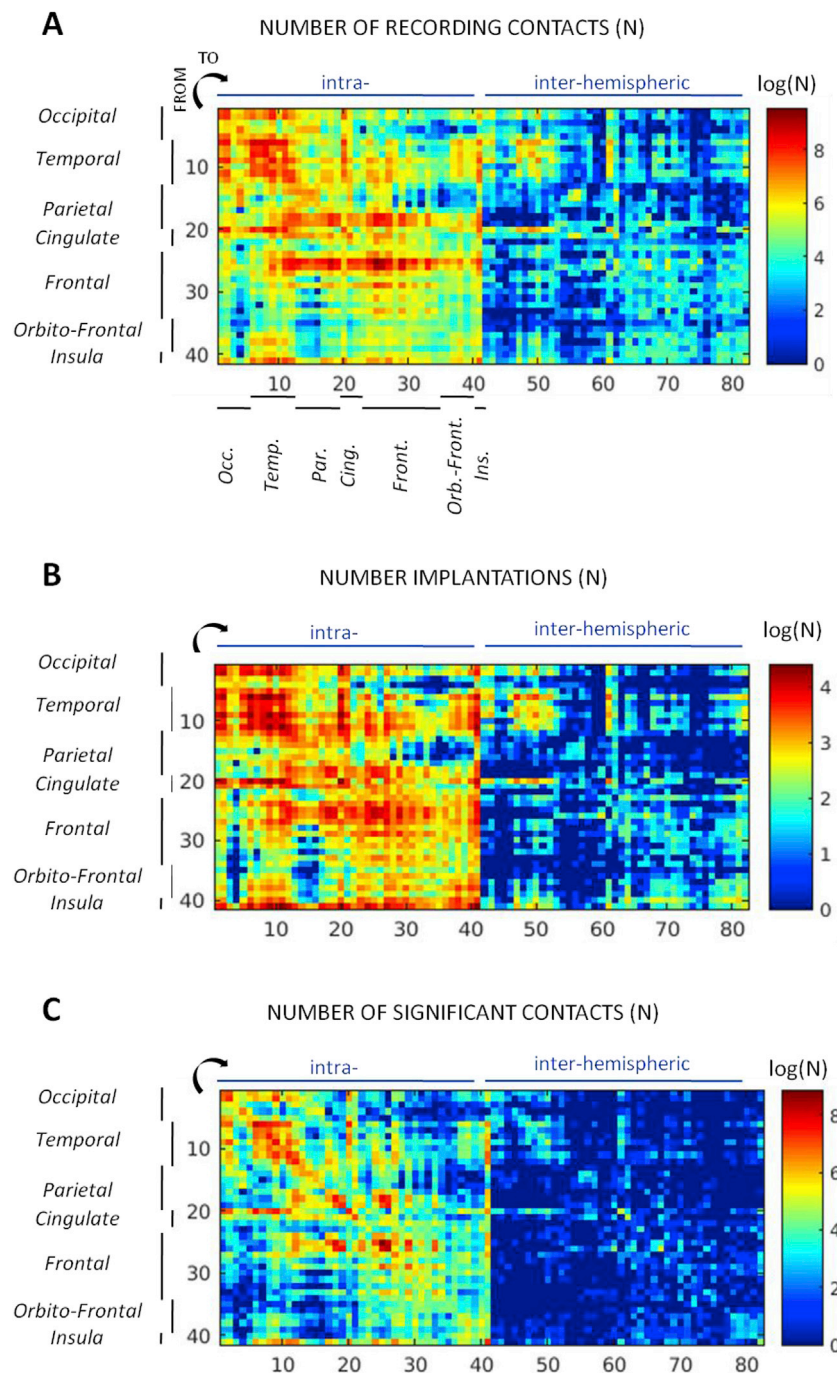 A
NUMBER OF RECORDING CONTACTS (N)
FROM
TO
intra-
inter-hemispheric
log(N)
Occipital
Temporal
Parietal
Cingulate
Frontal
Orbito-Frontal
Insula
10
20
30
40
8
6
4
2
0
10 20 30 40 50 60 70 80
Occ.
Temp.
Par.
Cing.
Front.
Orb.-Front.
Ins.
B
NUMBER IMPLANTATIONS (N)
intra-
inter-hemispheric
log(N)
Occipital
Temporal
Parietal
Cingulate
Frontal
Orbito-Frontal
Insula
10
20
30
40
4
3
2
1
0
10 20 30 40 50 60 70 80
C
NUMBER OF SIGNIFICANT CONTACTS (N)
intra-
inter-hemispheric
log(N)
Occipital
Temporal
Parietal
Cingulate
Frontal
Orbito-Frontal
Insula
10
20
30
40
8
6
4
2
0
10 20 30 40 50 60 70 80